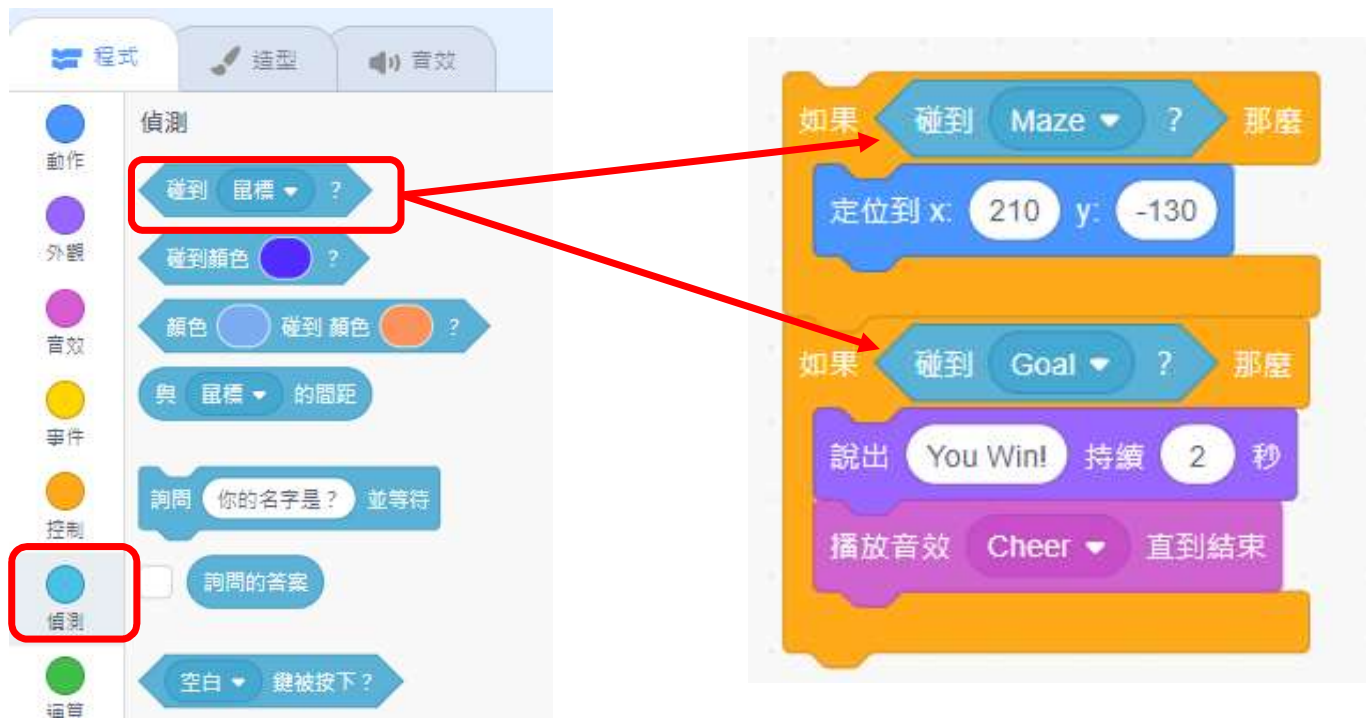 程式
造型
音效
動作
外觀
音效
事件
控制
偵測
運算
偵測
碰到 鼠標 ?
碰到顏色 ?
顏色 碰到 顏色 ?
與 鼠標 的間距
詢問 你的名字是? 並等待
詢問的答案
空白 鍵被按下?
如果 碰到 Maze ? 那麼
定位到 x: 210 y: -130
如果 碰到 Goal ? 那麼
說出 You Win! 持續 2 秒
播放音效 Cheer 直到結束